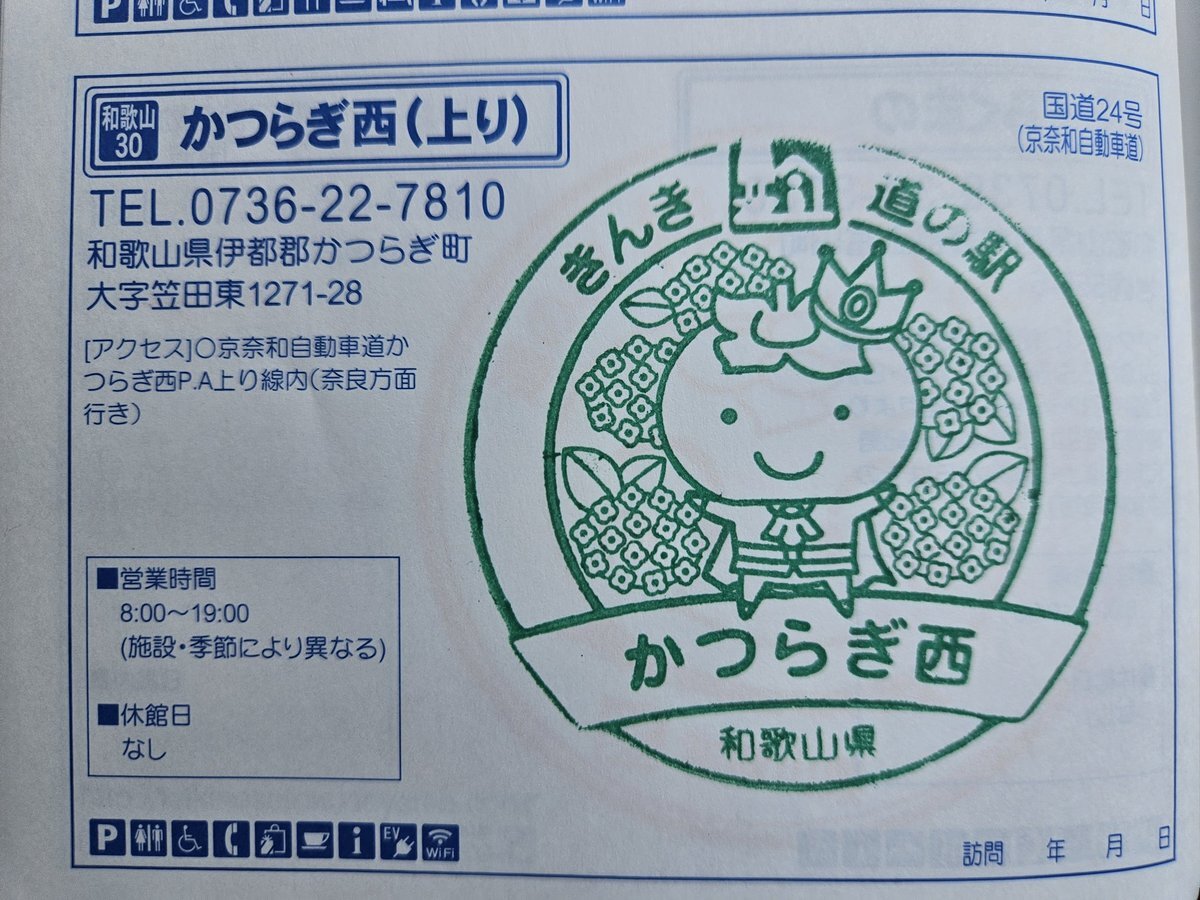 和歌山
30
かつらぎ西(上り)
国道24号
(京奈和自動車道)
TEL.0736-22-7810
和歌山県伊都郡かつらぎ町
大字笠田東1271-28
[アクセス]○京奈和自動車道か
つらぎ西P.A上り線内(奈良方面
行き)
■営業時間
8:00～19:00
(施設・季節により異なる)
■休館日
なし
P
i
EV
WiFi
きんき 道の駅
かつらぎ西
和歌山県
訪問 年 月 日